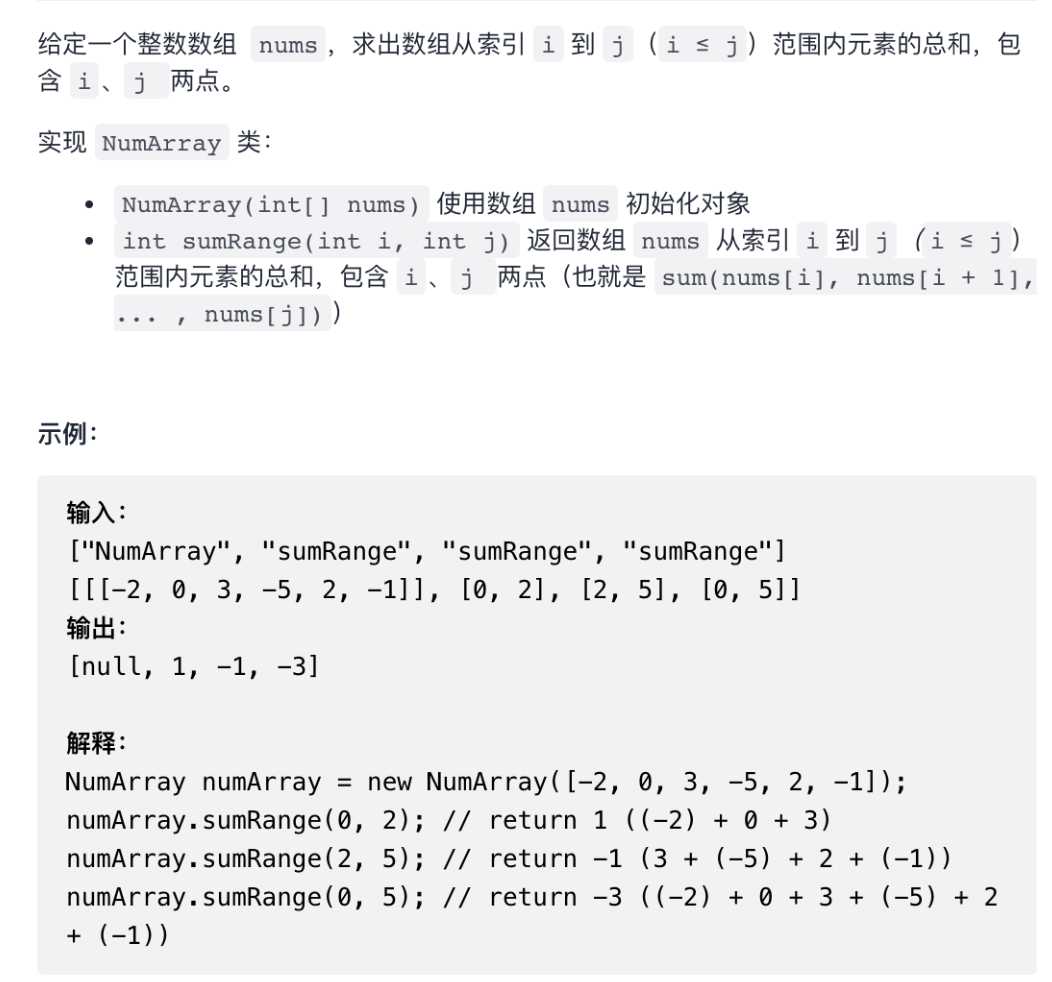 给定一个整数数组 nums，求出数组从索引 i 到 j（i ≤ j）范围内元素的总和，包
含 i、j 两点。
实现 NumArray 类：
• NumArray(int[] nums) 使用数组 nums 初始化对象
• int sumRange(int i, int j) 返回数组 nums 从索引 i 到 j（i ≤ j）
范围内元素的总和，包含 i、j 两点（也就是 sum(nums[i], nums[i + 1],
... , nums[j])）
示例：
输入：
["NumArray", "sumRange", "sumRange", "sumRange"]
[[[-2, 0, 3, -5, 2, -1]], [0, 2], [2, 5], [0, 5]]
输出：
[null, 1, -1, -3]
解释：
NumArray numArray = new NumArray([-2, 0, 3, -5, 2, -1]);
numArray.sumRange(0, 2); // return 1 ((-2) + 0 + 3)
numArray.sumRange(2, 5); // return -1 (3 + (-5) + 2 + (-1))
numArray.sumRange(0, 5); // return -3 ((-2) + 0 + 3 + (-5) + 2
+ (-1))